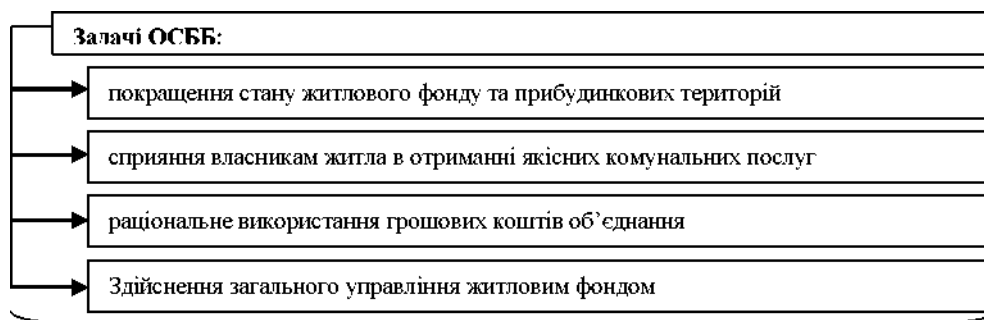 Залачі ОСББ:
покращення стану житлового фонду та прибудинкових територій
сприяння власникам житла в отриманні якісних комунальних послуг
раціональне використання грошових коштів об’єднання
Здійснення загального управління житловим фондом